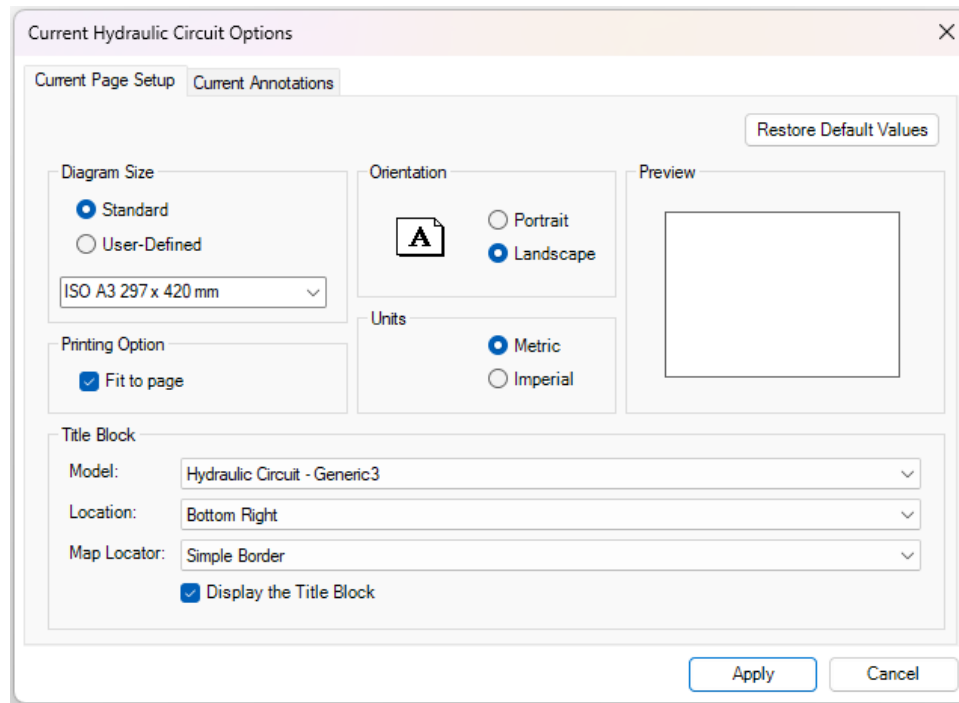 Current Hydraulic Circuit Options
Current Page Setup
Current Annotations
Restore Default Values
Diagram Size
Standard
User-Defined
ISO A3 297 x 420 mm
Printing Option
Fit to page
Orientation
A
Portrait
Landscape
Units
Metric
Imperial
Preview
Title Block
Model:
Hydraulic Circuit - Generic3
Location:
Bottom Right
Map Locator:
Simple Border
Display the Title Block
Apply
Cancel